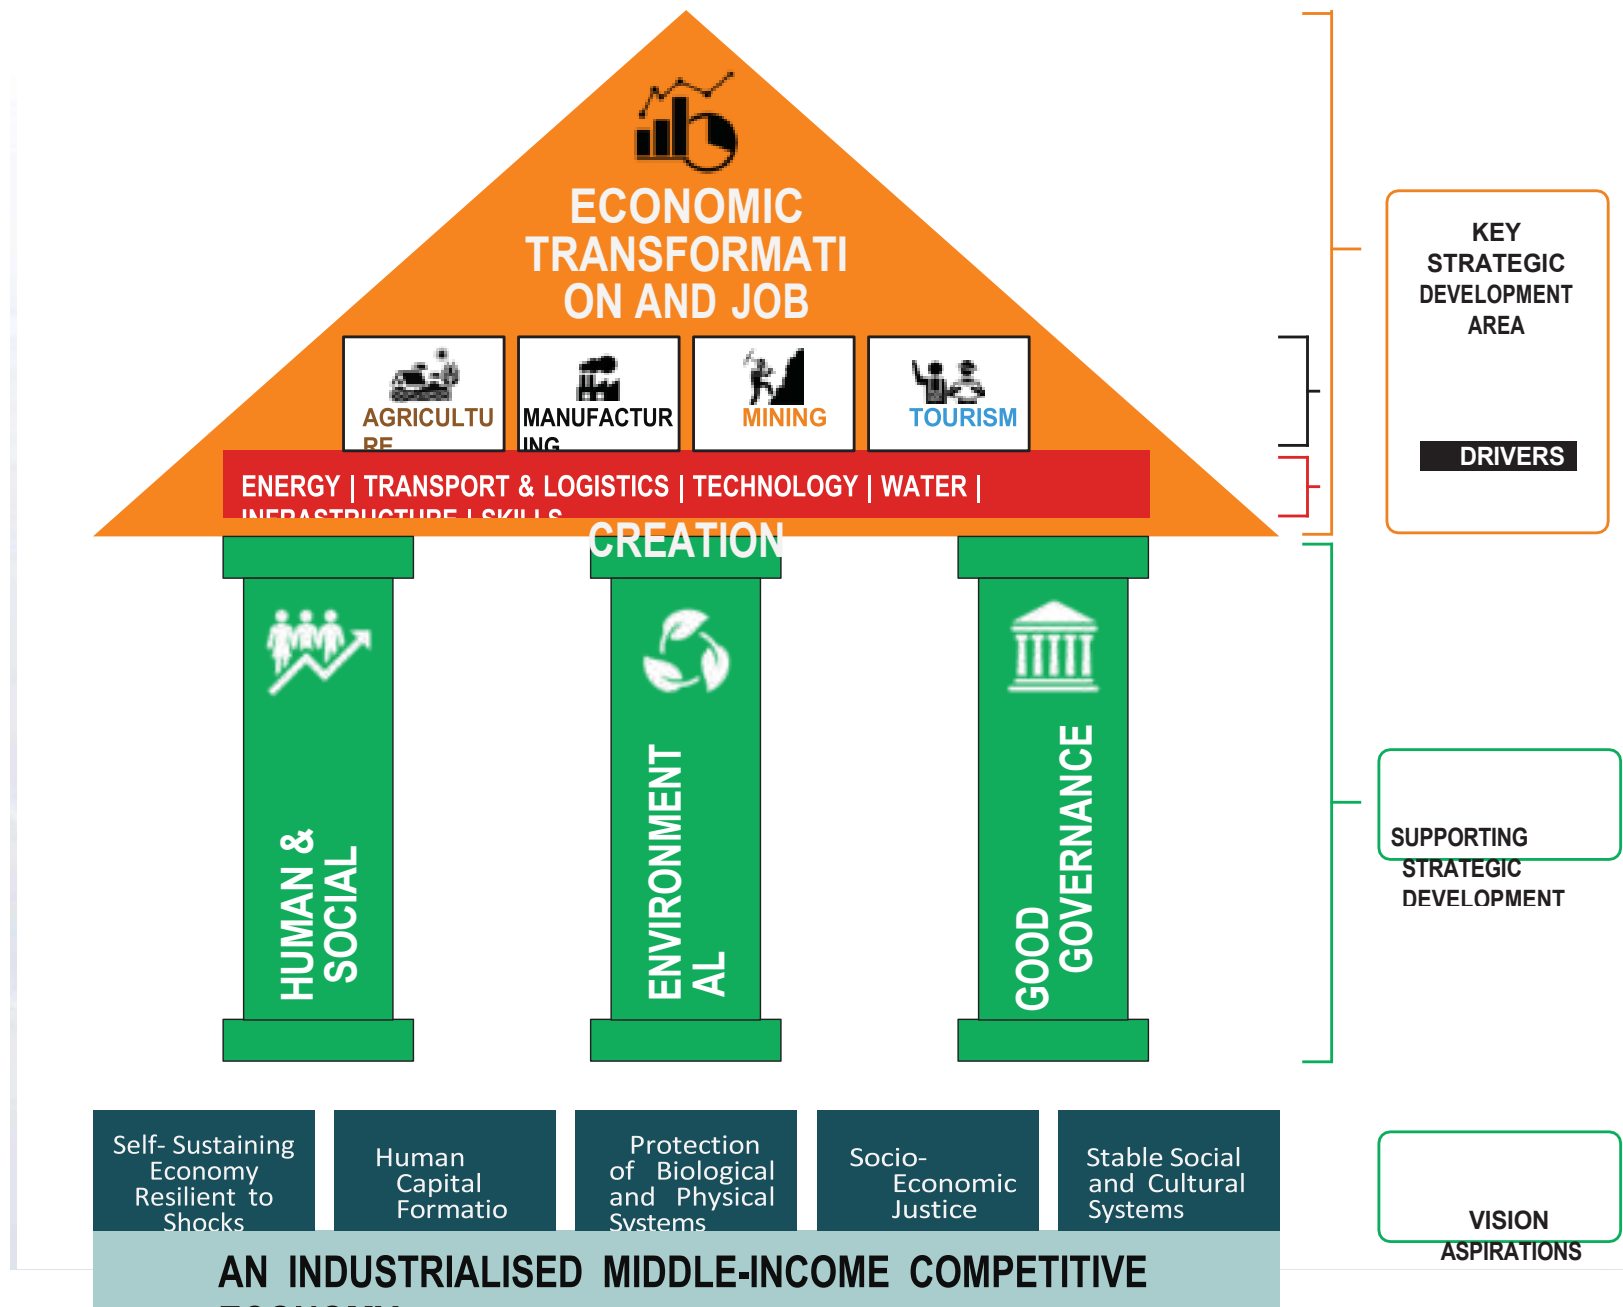 ECONOMIC
TRANSFORMATI
ON AND JOB
AGRICULTU
RE
MANUFACTUR
ING
MINING
TOURISM
ENERGY | TRANSPORT & LOGISTICS | TECHNOLOGY | WATER |
INFRASTRUCTURE | SKILLS
CREATION
KEY
STRATEGIC
DEVELOPMENT
AREA
DRIVERS
HUMAN &
SOCIAL
ENVIRONMENT
AL
GOOD
GOVERNANCE
SUPPORTING
STRATEGIC
DEVELOPMENT
Self- Sustaining
Economy
Resilient to
Shocks
Human
Capital
Formatio
Protection
of Biological
and Physical
Systems
Socio-
Economic
Justice
Stable Social
and Cultural
Systems
VISION
ASPIRATIONS
AN INDUSTRIALISED MIDDLE-INCOME COMPETITIVE
ECONOMY